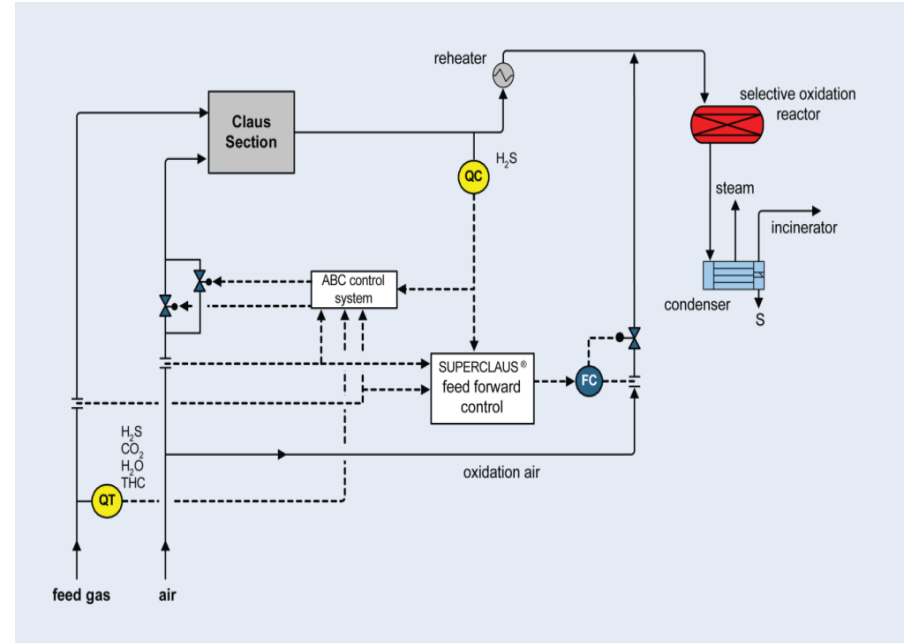 reheater
selective oxidation
reactor
Claus
Section
H₂S
QC
steam
incinerator
ABC control
system
condenser
S
SUPERCLAUS®
feed forward
control
FC
H₂S
CO₂
H₂O
THC
oxidation air
QT
feed gas
air